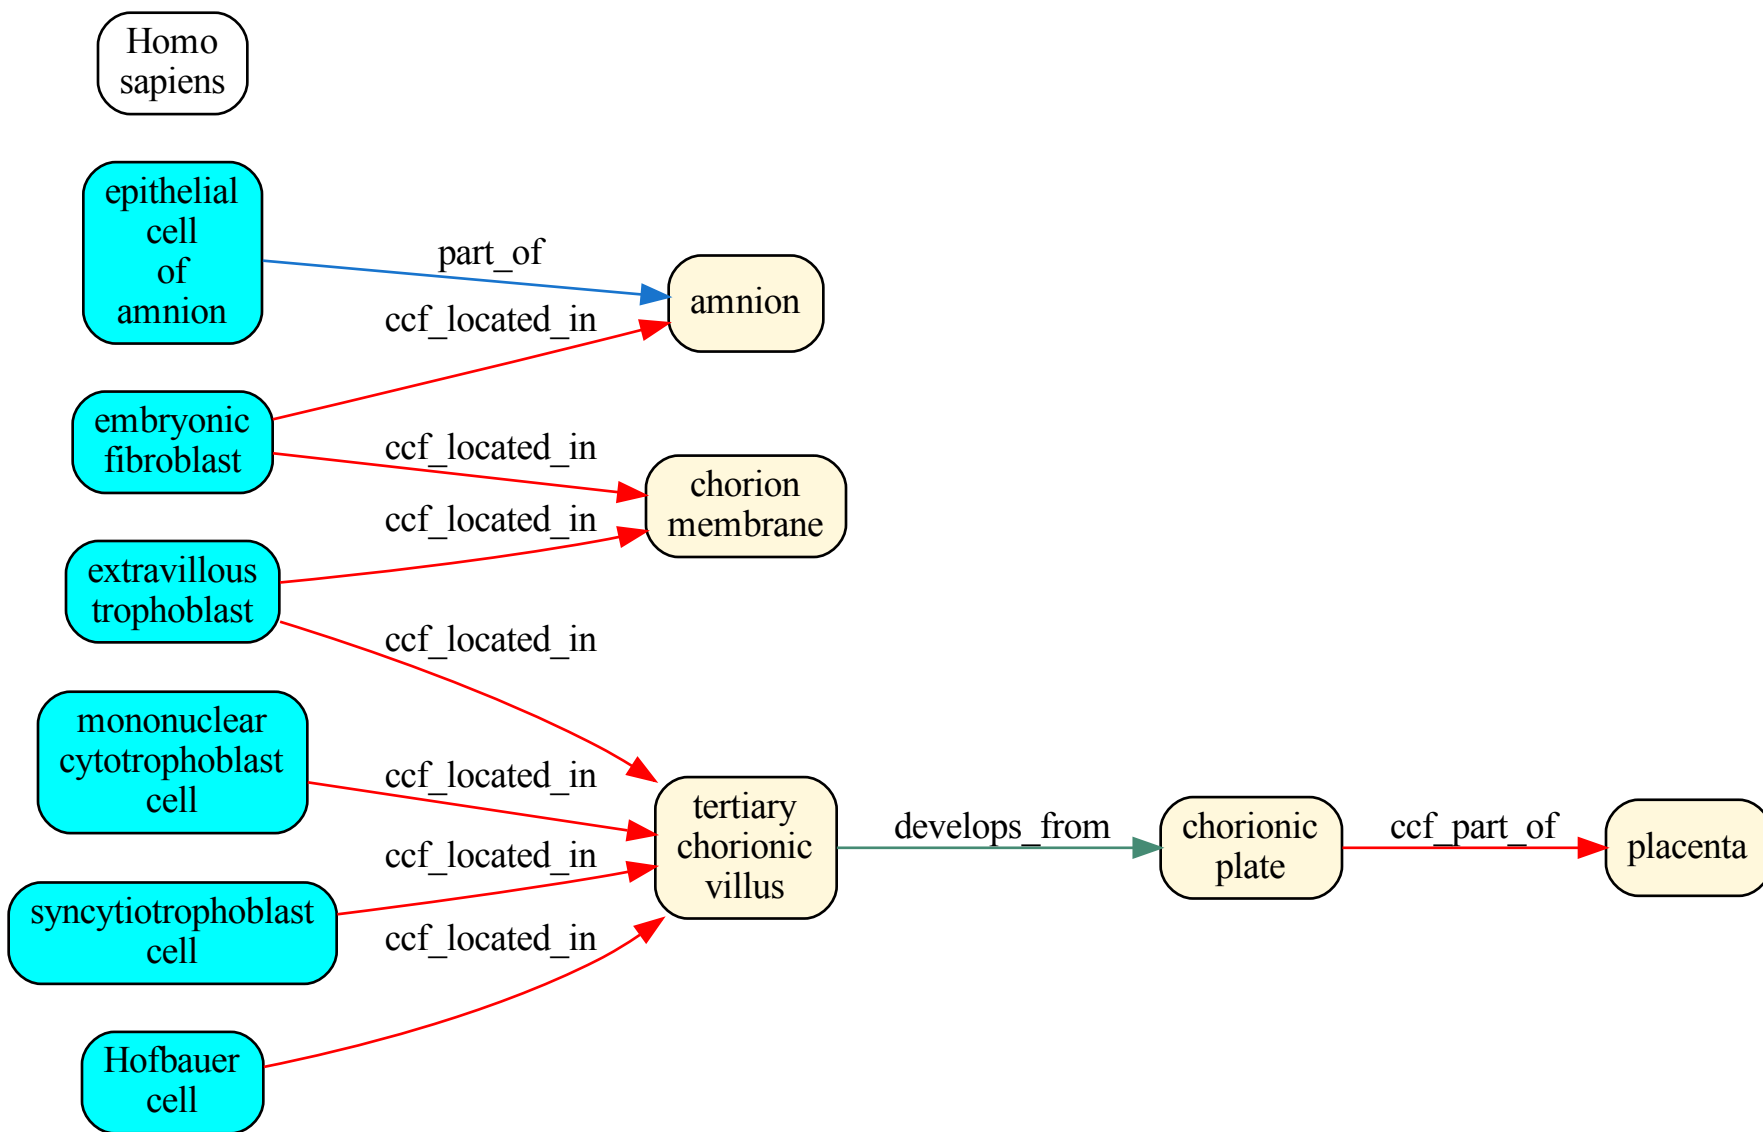 Homo
sapiens
epithelial
cell
of
amnion
part_of
amnion
ccf_located_in
embryonic
fibroblast
ccf_located_in
chorion
membrane
ccf_located_in
extravillous
trophoblast
ccf_located_in
mononuclear
cytotrophoblast
cell
ccf_located_in
tertiary
chorionic
villus
develops_from
chorionic
plate
ccf_part_of
placenta
ccf_located_in
syncytiotrophoblast
cell
ccf_located_in
Hofbauer
cell